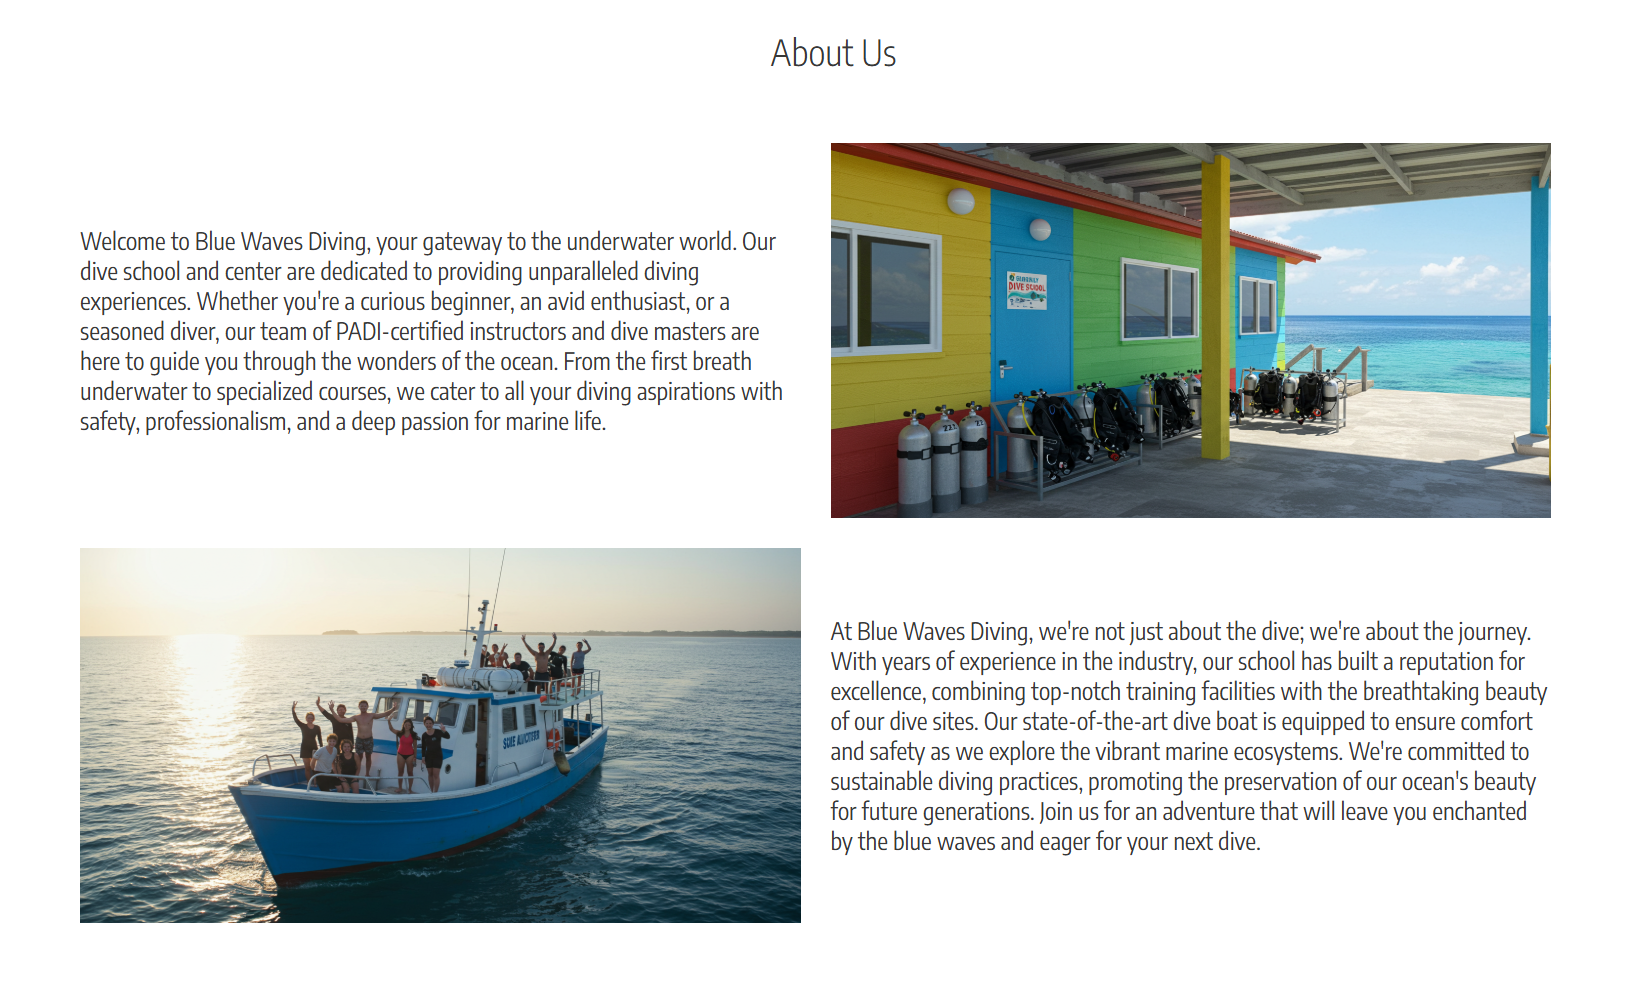 About Us
Welcome to Blue Waves Diving, your gateway to the underwater world. Our
dive school and center are dedicated to providing unparalleled diving
experiences. Whether you're a curious beginner, an avid enthusiast, or a
seasoned diver, our team of PADI-certified instructors and dive masters are
here to guide you through the wonders of the ocean. From the first breath
underwater to specialized courses, we cater to all your diving aspirations with
safety, professionalism, and a deep passion for marine life.
DIVE SCHOOL
At Blue Waves Diving, we're not just about the dive; we're about the journey.
With years of experience in the industry, our school has built a reputation for
excellence, combining top-notch training facilities with the breathtaking beauty
of our dive sites. Our state-of-the-art dive boat is equipped to ensure comfort
and safety as we explore the vibrant marine ecosystems. We're committed to
sustainable diving practices, promoting the preservation of our ocean's beauty
for future generations. Join us for an adventure that will leave you enchanted
by the blue waves and eager for your next dive.